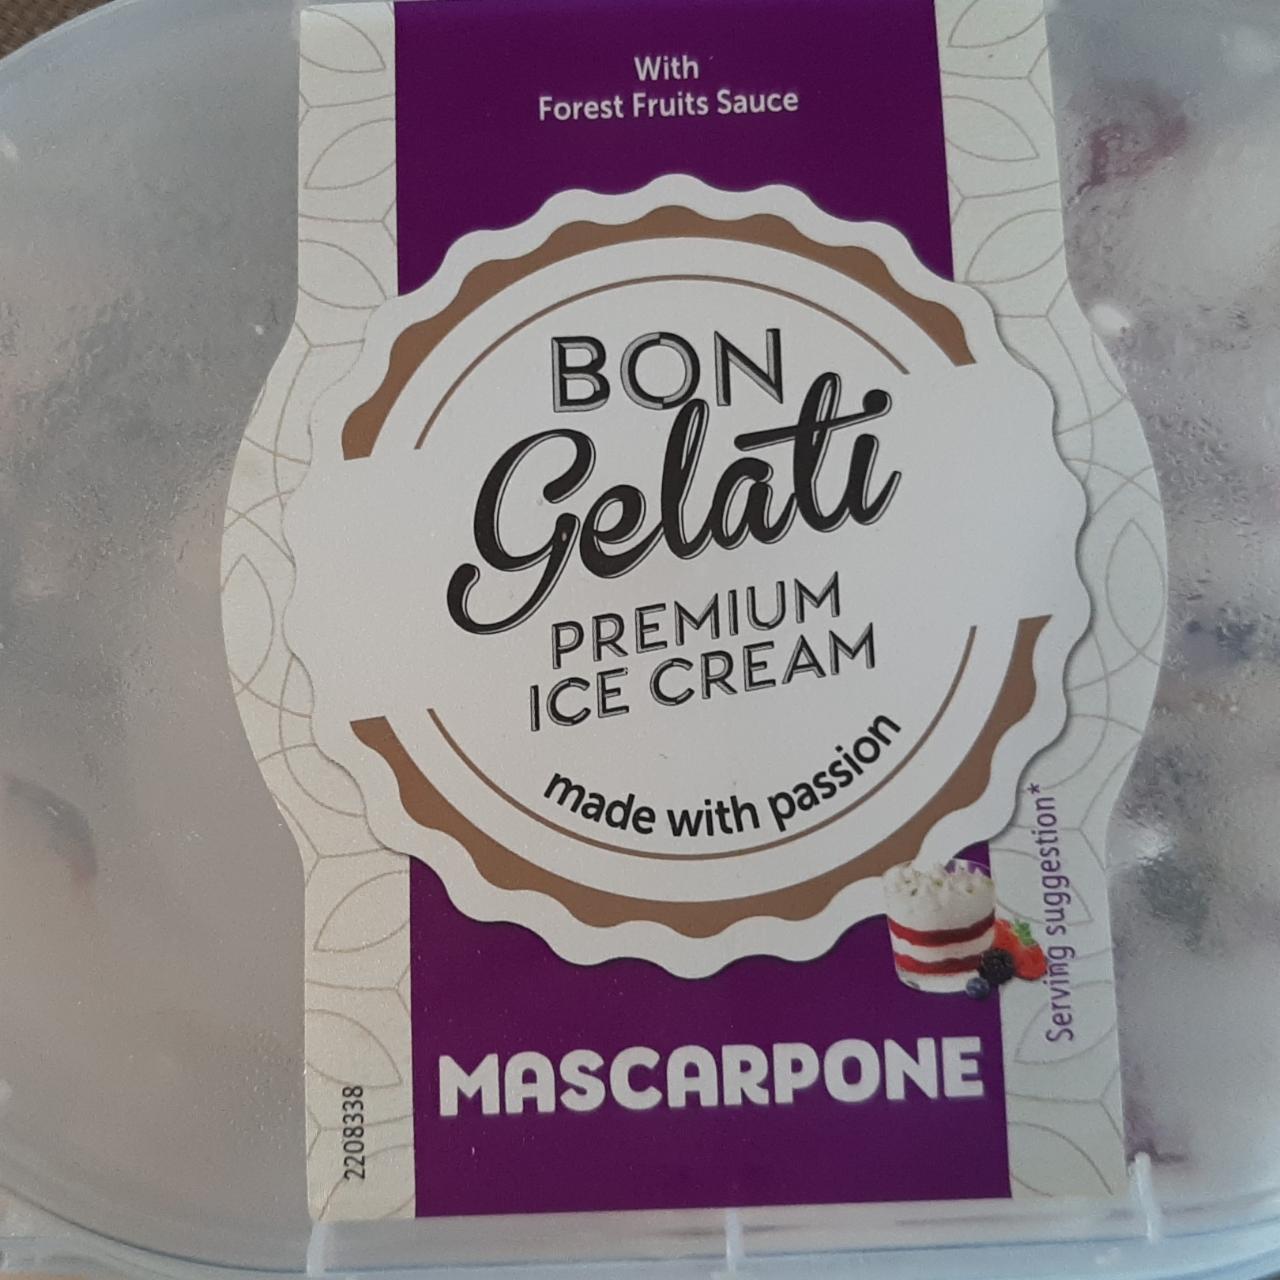 With
Forest Fruits Sauce
BON
Gelati
PREMIUM
ICE CREAM
made with passion
Serving suggestion*
MASCARPONE
2208338